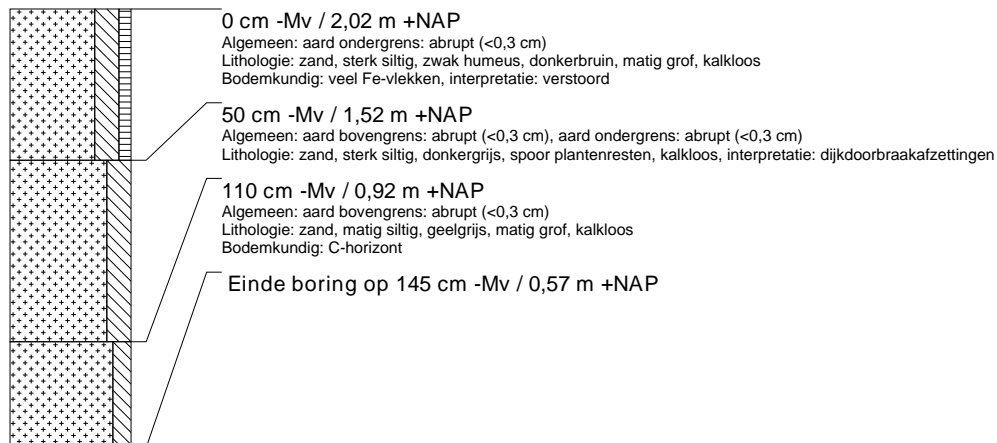 0 cm -Mv / 2,02 m +NAP
Algemeen: aard ondergrens: abrupt (<0,3 cm)
Lithologie: zand, sterk siltig, zwak humeus, donkerbruin, matig grof, kalkloos
Bodemkundig: veel Fe-vlekken, interpretatie: verstoord
50 cm -Mv / 1,52 m +NAP
Algemeen: aard bovengrens: abrupt (<0,3 cm), aard ondergrens: abrupt (<0,3 cm)
Lithologie: zand, sterk siltig, donkergrijs, spoor plantenresten, kalkloos, interpretatie: dijkdoorbraakafzettingen
110 cm -Mv / 0,92 m +NAP
Algemeen: aard bovengrens: abrupt (<0,3 cm)
Lithologie: zand, matig siltig, geelgrijs, matig grof, kalkloos
Bodemkundig: C-horizont
Einde boring op 145 cm -Mv / 0,57 m +NAP